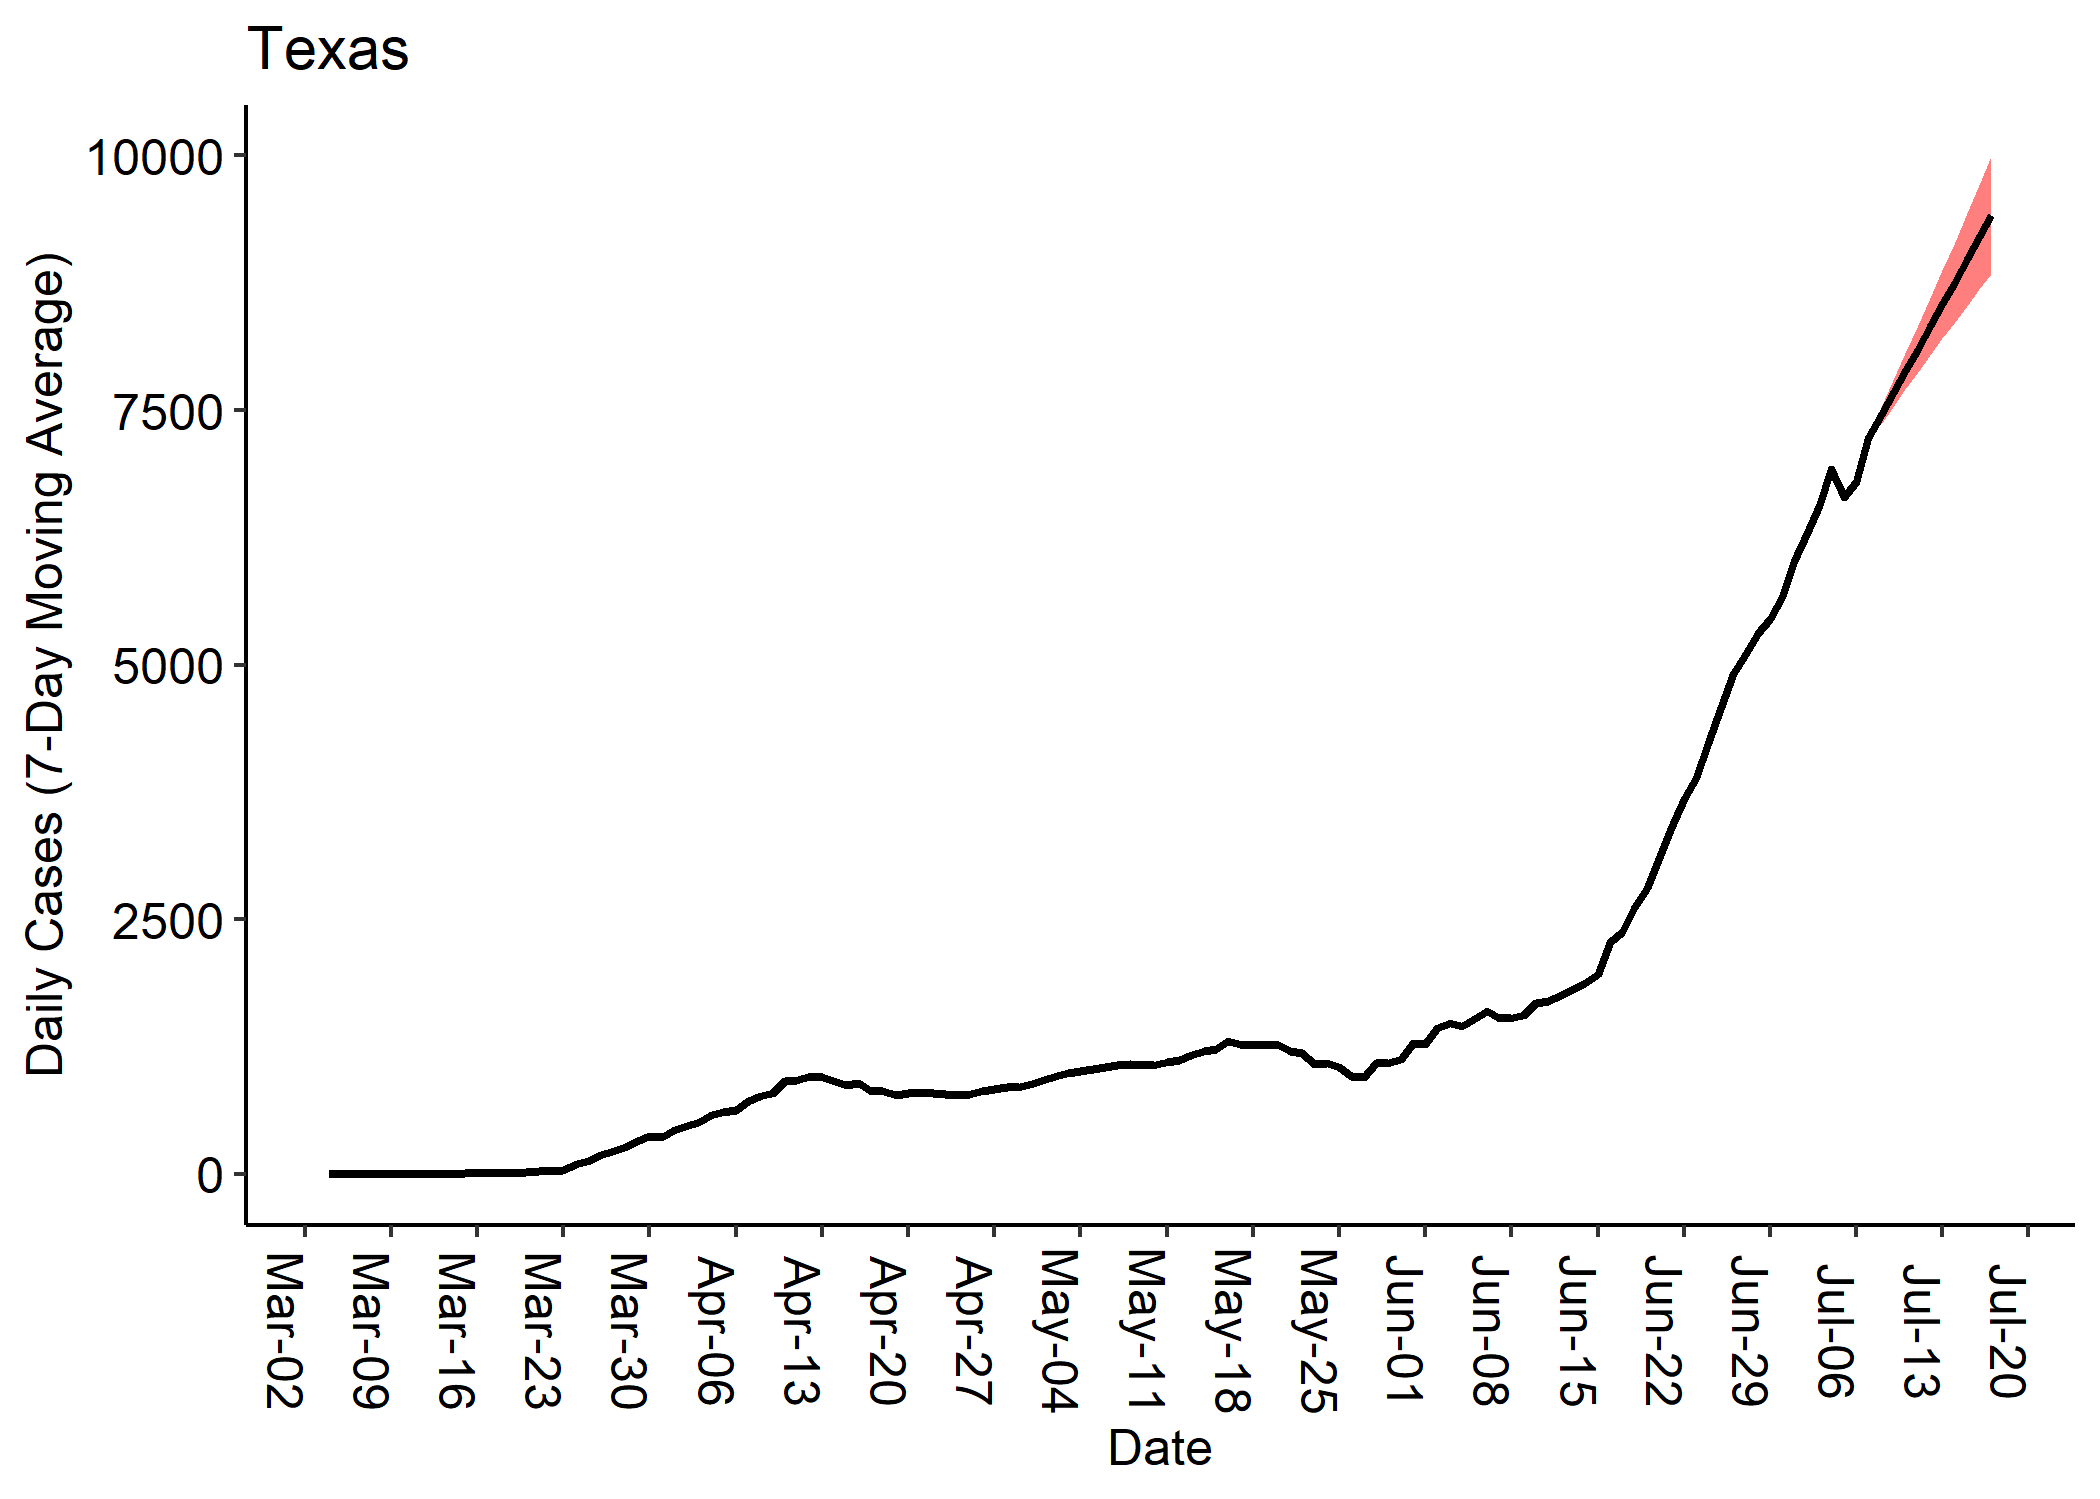 Texas
Daily Cases (7-Day Moving Average)
10000
7500
5000
2500
0
Mar-02
Mar-09
Mar-16
Mar-23
Mar-30
Apr-06
Apr-13
Apr-20
Apr-27
May-04
May-11
May-18
May-25
Jun-01
Jun-08
Jun-15
Jun-22
Jun-29
Jul-06
Jul-13
Jul-20
Date